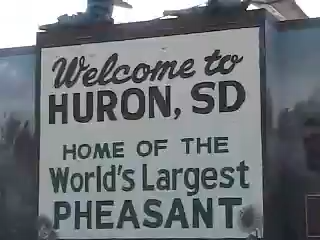 Welcome to
HURON, SD
HOME OF THE
World's Largest
PHEASANT